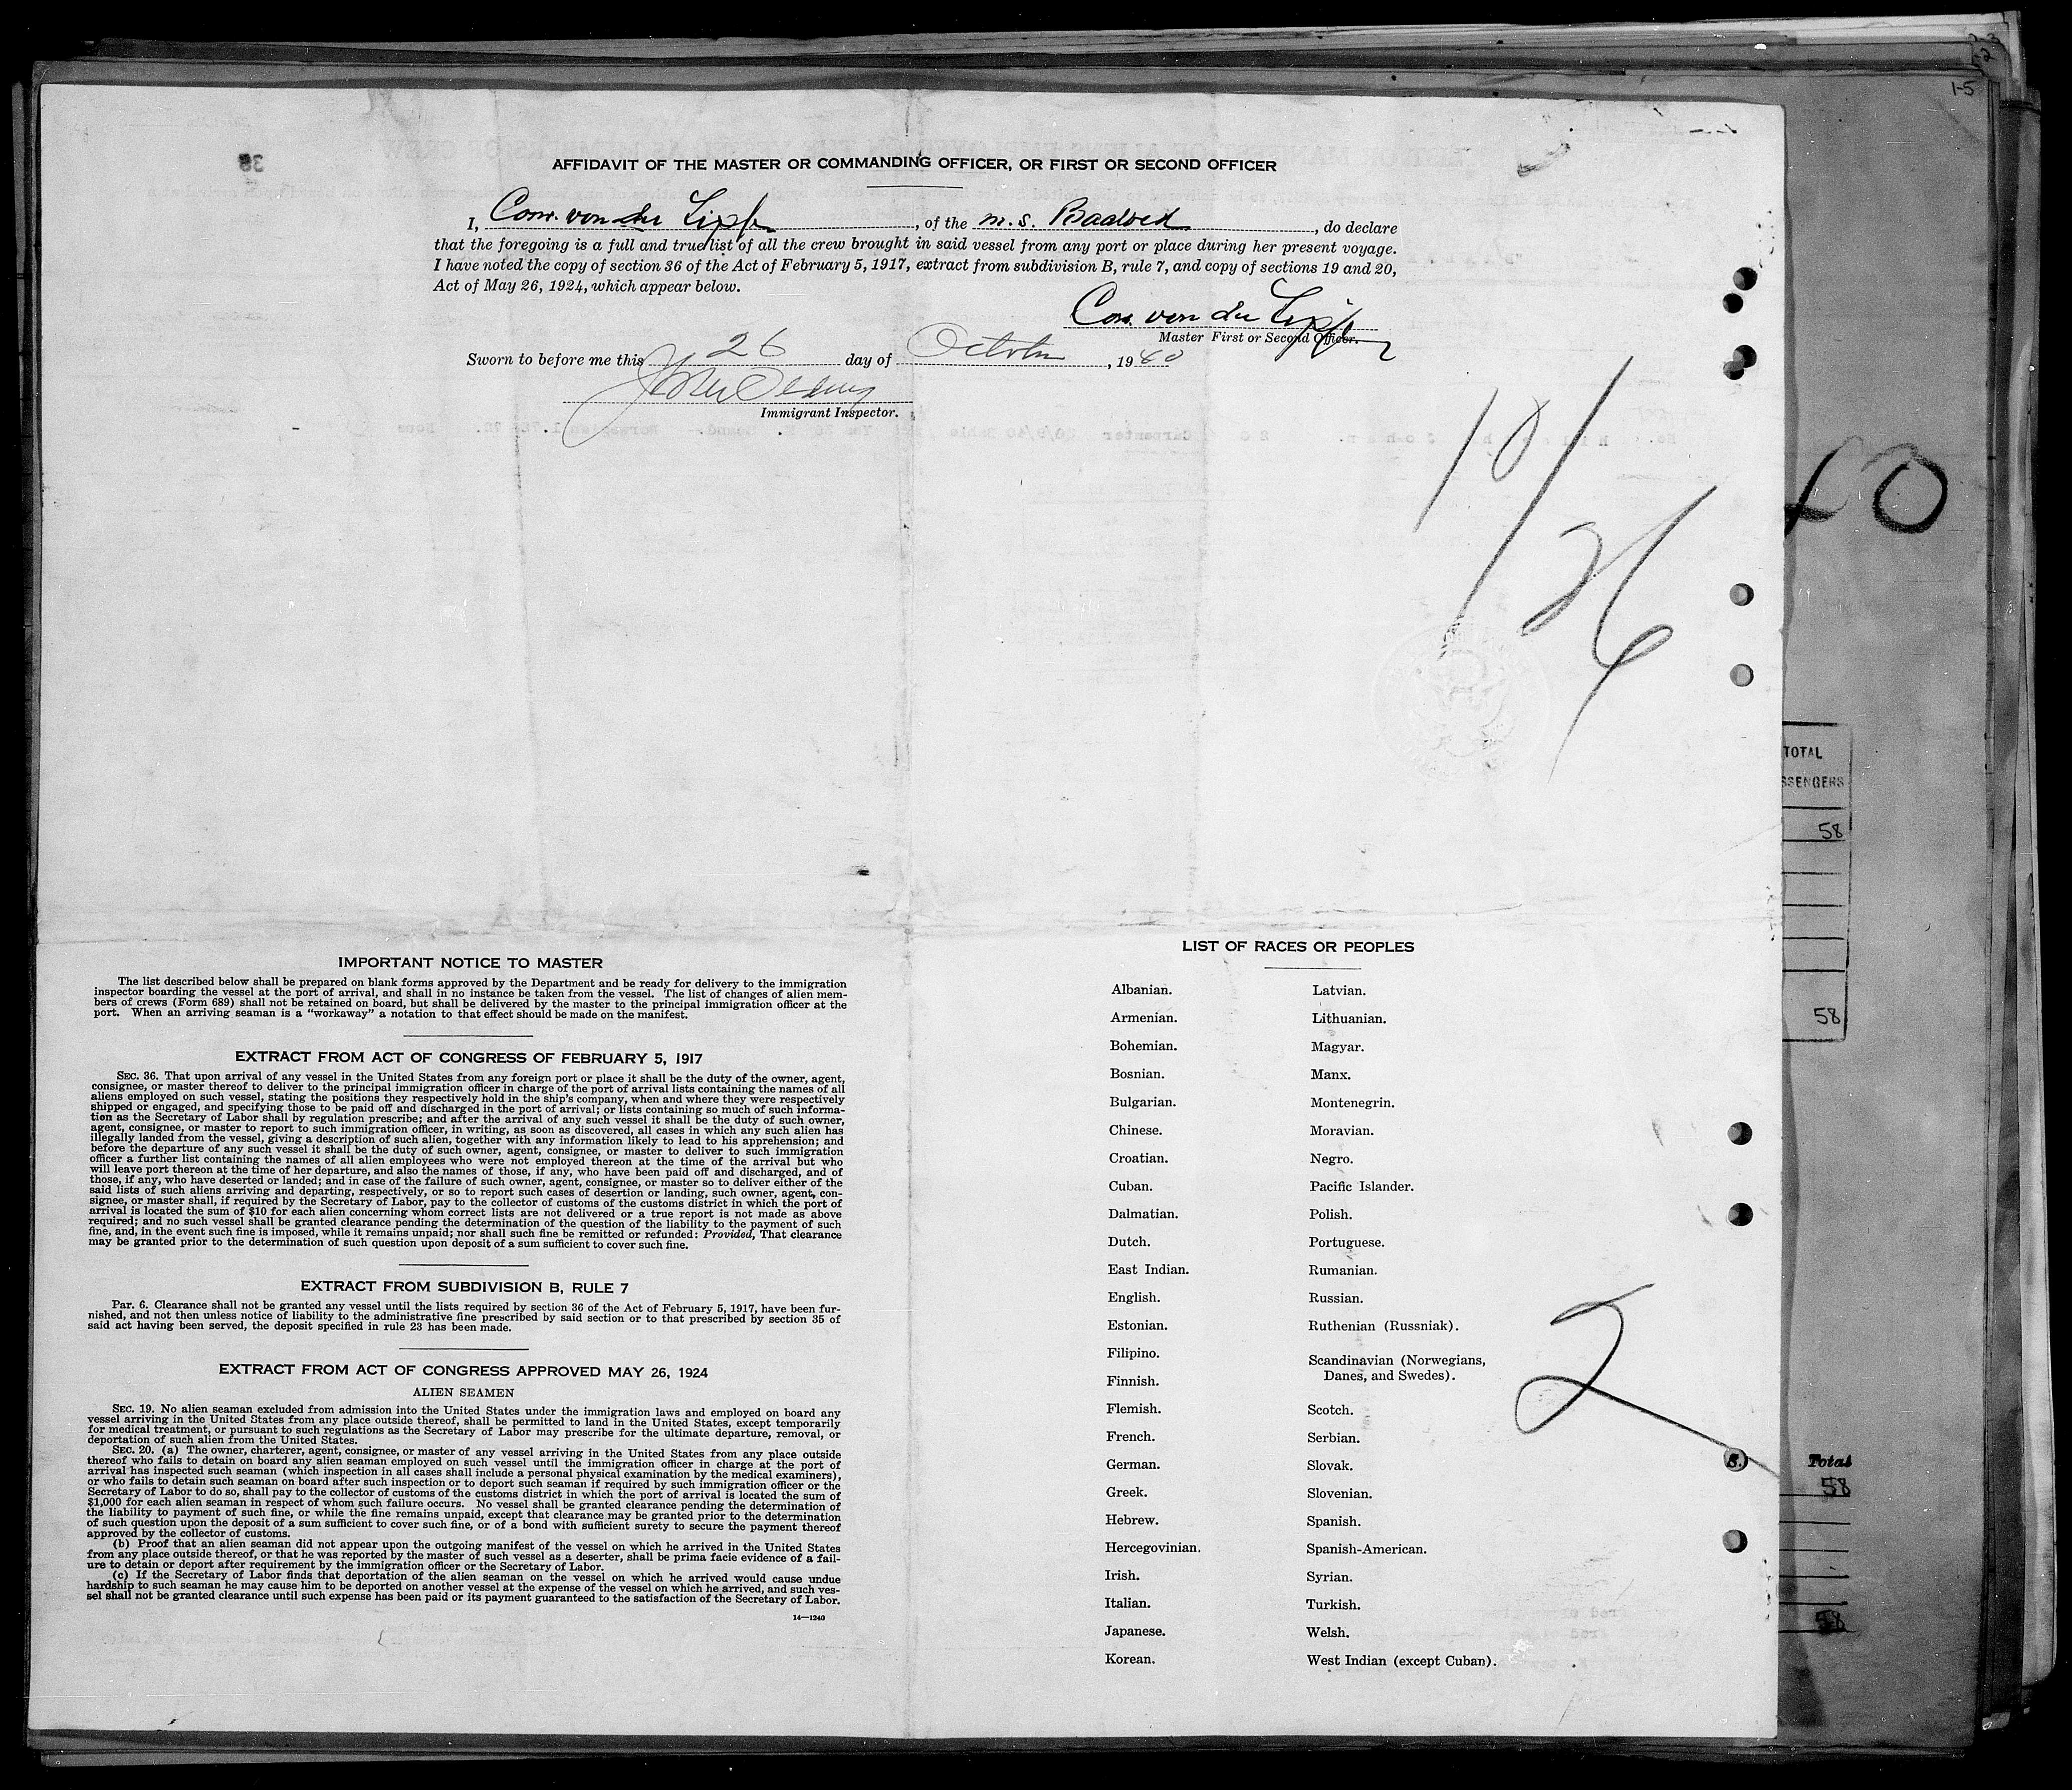 1-5
AFFIDAVIT OF THE MASTER OR COMMANDING OFFICER, OR FIRST OR SECOND OFFICER
I, von der, of the m.s., do declare
that the foregoing is a full and true list of all the crew brought in said vessel from any port or place during her present voyage.
I have noted the copy of section 36 of the Act of February 5, 1917, extract from subdivision B, rule 7, and copy of sections 19 and 20,
Act of May 26, 1924, which appear below.
von der
Master First or Second Officer.
Sworn to before me this 26 day of October, 1940
Immigrant Inspector.
10/26
IMPORTANT NOTICE TO MASTER
The list described below shall be prepared on blank forms approved by the Department and be ready for delivery to the immigration
inspector boarding the vessel at the port of arrival, and shall in no instance be taken from the vessel. The list of changes of alien mem-
bers of crews (Form 689) shall not be retained on board, but shall be delivered by the master to the principal immigration officer at the
port. When an arriving seaman is a "workaway" a notation to that effect should be made on the manifest.
EXTRACT FROM ACT OF CONGRESS OF FEBRUARY 5, 1917
SEC. 36. That upon arrival of any vessel in the United States from any foreign port or place it shall be the duty of the owner, agent,
consignee, or master thereof to deliver to the principal immigration officer in charge of the port of arrival lists containing the names of all
aliens employed on such vessel, stating the positions they respectively hold in the ship's company, when and where they were respectively
shipped or engaged, and specifying those to be paid off and discharged in the port of arrival; or lists containing so much of such informa-
tion as the Secretary of Labor shall by regulation prescribe; and after the arrival of any such vessel it shall be the duty of such owner,
agent, consignee, or master to report to such immigration officer, in writing, as soon as discovered, all cases in which any such alien has
illegally landed from the vessel, giving a description of such alien, together with any information likely to lead to his apprehension; and
before the departure of any such vessel it shall be the duty of such owner, agent, consignee, or master to deliver to such immigration
officer a further list containing the names of all alien employees who were not employed thereon at the time of the arrival but who
will leave port thereon at the time of her departure, and also the names of those, if any, who have been paid off and discharged, and of
those, if any, who have deserted or landed; and in case of the failure of such owner, agent, consignee, or master so to deliver either of the
said lists of such aliens arriving and departing, respectively, or so to report such cases of desertion or landing, such owner, agent, con-
signee, or master shall, if required by the Secretary of Labor, pay to the collector of customs of the customs district in which the port of
arrival is located the sum of $10 for each alien concerning whom correct lists are not delivered or a true report is not made as above
required; and no such vessel shall be granted clearance pending the determination of the question of the liability to the payment of such
fine, and, in the event such fine is imposed, while it remains unpaid; nor shall such fine be remitted or refunded: Provided, That clearance
may be granted prior to the determination of such question upon deposit of a sum sufficient to cover such fine.
EXTRACT FROM SUBDIVISION B, RULE 7
PAR. 6. Clearance shall not be granted any vessel until the lists required by section 36 of the Act of February 5, 1917, have been fur-
nished, and not then unless notice of liability to the administrative fine prescribed by said section or to that prescribed by section 35 of
said act having been served, the deposit specified in rule 23 has been made.
EXTRACT FROM ACT OF CONGRESS APPROVED MAY 26, 1924
ALIEN SEAMEN
SEC. 19. No alien seaman excluded from admission into the United States under the immigration laws and employed on board any
vessel arriving in the United States from any place outside thereof, shall be permitted to land in the United States, except temporarily
for medical treatment, or pursuant to such regulations as the Secretary of Labor may prescribe for the ultimate departure, removal, or
deportation of such alien from the United States.
SEC. 20. (a) The owner, charterer, agent, consignee, or master of any vessel arriving in the United States from any place outside
thereof who fails to detain on board any alien seaman employed on such vessel until the immigration officer in charge at the port of
arrival has inspected such seaman (which inspection in all cases shall include a personal physical examination by the medical examiners),
or who fails to detain such seaman on board after such inspection or to deport such seaman if required by such immigration officer or the
Secretary of Labor to do so, shall pay to the collector of customs of the customs district in which the port of arrival is located the sum of
$1,000 for each alien seaman in respect of whom such failure occurs. No vessel shall be granted clearance pending the determination of
the liability to payment of such fine, or while the fine remains unpaid, except that clearance may be granted prior to the determination
of such question upon the deposit of a sum sufficient to cover such fine, or of a bond with sufficient surety to secure the payment thereof
approved by the collector of customs.
(b) Proof that an alien seaman did not appear upon the outgoing manifest of the vessel on which he arrived in the United States
from any place outside thereof, or that he was reported by the master of such vessel as a deserter, shall be prima facie evidence of a fail-
ure to detain or deport after requirement by the immigration officer or the Secretary of Labor.
(c) If the Secretary of Labor finds that deportation of the alien seaman on the vessel on which he arrived would cause undue
hardship to such seaman he may cause him to be deported on another vessel at the expense of the vessel on which he arrived, and such ves-
sel shall not be granted clearance until such expense has been paid or its payment guaranteed to the satisfaction of the Secretary of Labor.
14—1240
LIST OF RACES OR PEOPLES
Albanian.
Armenian.
Bohemian.
Bosnian.
Bulgarian.
Chinese.
Croatian.
Cuban.
Dalmatian.
Dutch.
East Indian.
English.
Estonian.
Filipino.
Finnish.
Flemish.
French.
German.
Greek.
Hebrew.
Hercegovinian.
Irish.
Italian.
Japanese.
Korean.
Latvian.
Lithuanian.
Magyar.
Manx.
Montenegrin.
Moravian.
Negro.
Pacific Islander.
Polish.
Portuguese.
Rumanian.
Russian.
Ruthenian (Russniak).
Scandinavian (Norwegians,
Danes, and Swedes).
Scotch.
Serbian.
Slovak.
Slovenian.
Spanish.
Spanish-American.
Syrian.
Turkish.
Welsh.
West Indian (except Cuban).
2
TOTAL
58
58
Total
58
58